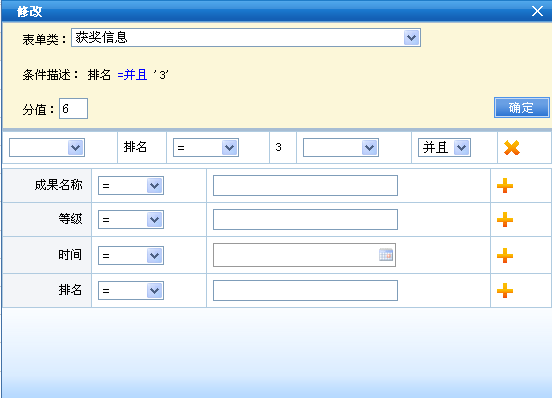 修改
表单类：获奖信息
条件描述： 排名 =并且 '3'
分值：6
确定
排名 = 3 并且
成果名称 =
等级 =
时间 =
排名 =